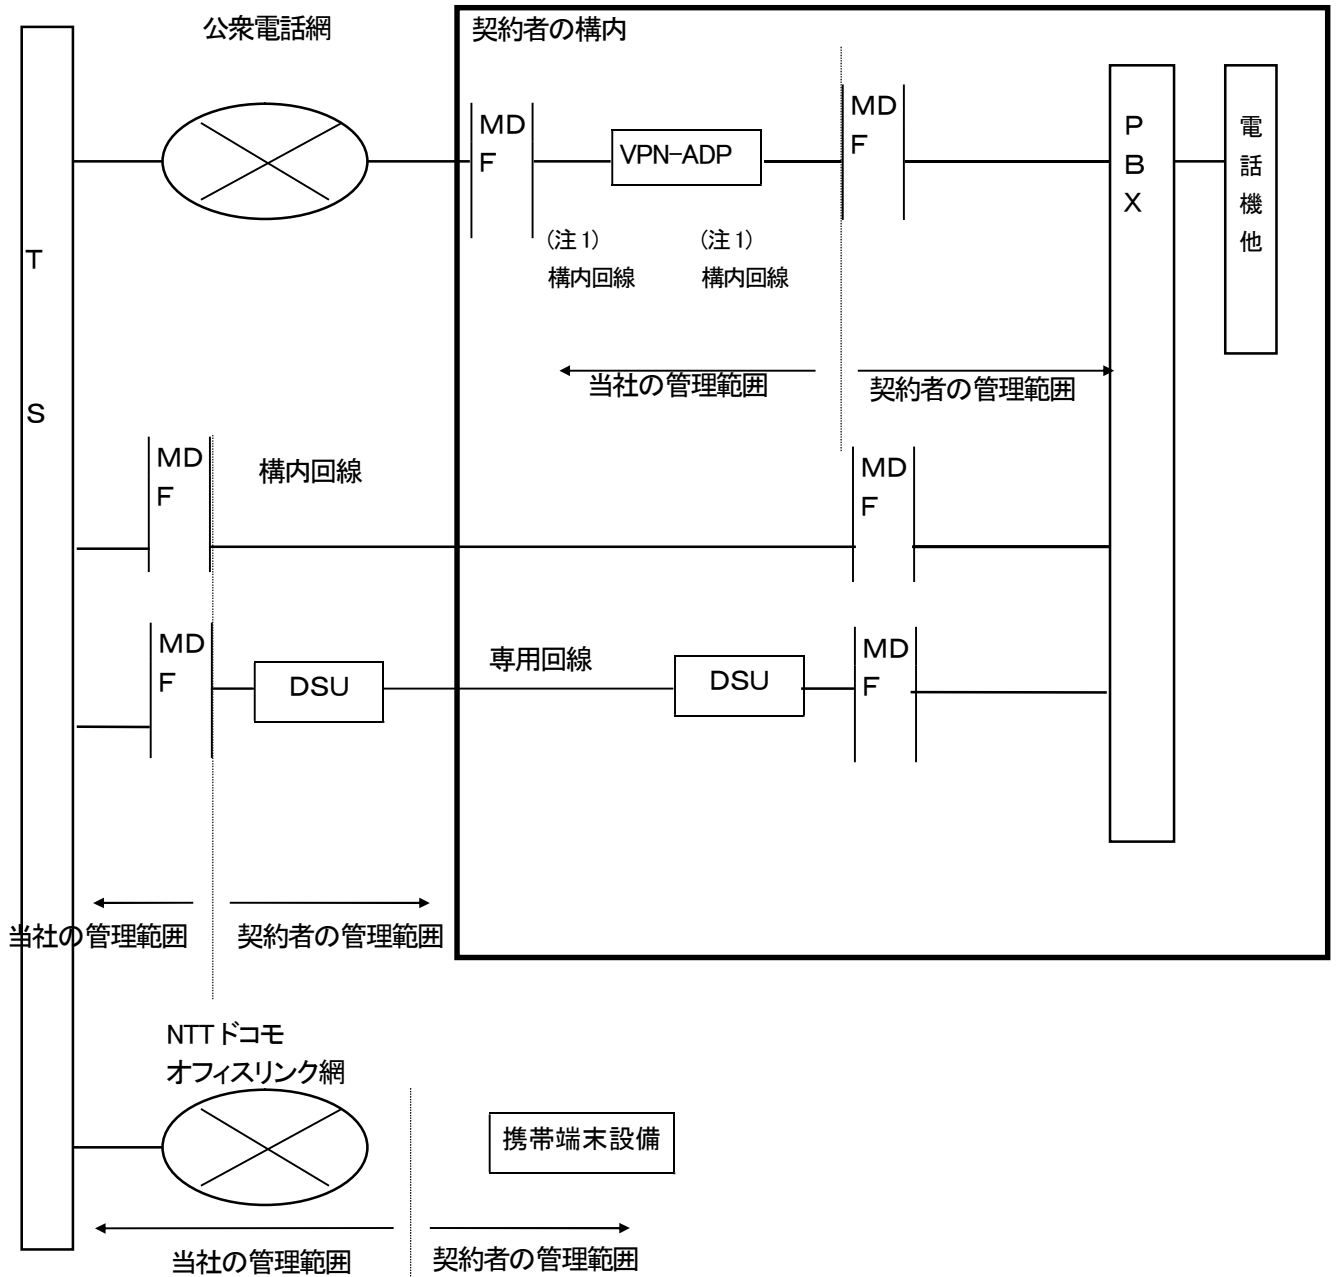 公衆電話網
契約者の構内
MD
F
VPN-ADP
MD
F
P
B
X
電
話
機
他
(注1)
構内回線
(注1)
構内回線
T
S
当社の管理範囲
契約者の管理範囲
MD
F
構内回線
MD
F
MD
F
DSU
専用回線
DSU
MD
F
当社の管理範囲
契約者の管理範囲
NTTドコモ
オフィスリンク網
携帯端末設備
当社の管理範囲
契約者の管理範囲